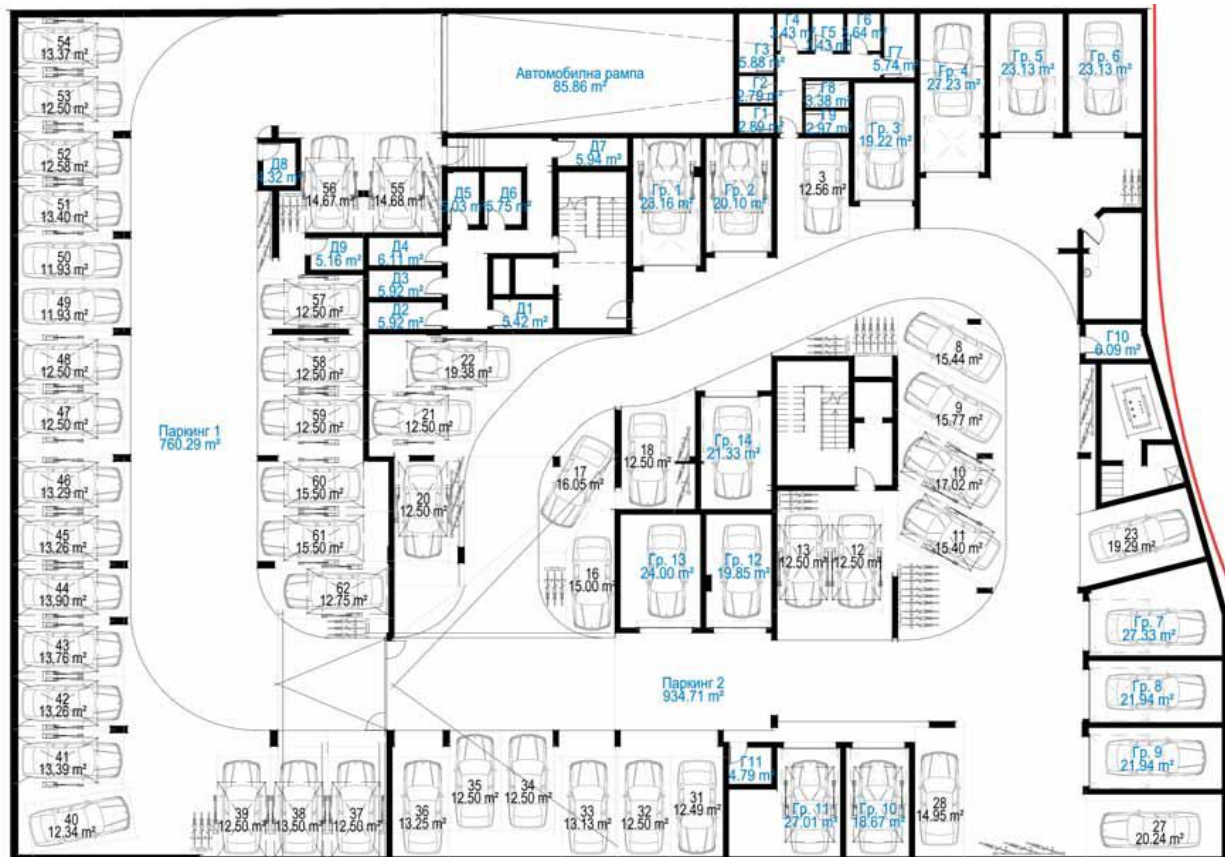 54
13.37 m²
53
12.50 m²
52
12.58 m²
51
13.40 m²
50
11.93 m²
49
11.93 m²
48
12.50 m²
47
12.50 m²
46
13.29 m²
45
13.26 m²
44
13.90 m²
43
13.76 m²
42
13.26 m²
41
13.39 m²
40
12.34 m²
Паркинг 1
760.29 m²
Автомобилна рампа
85.86 m²
Г3
5.88 m²
Г4
3.43 m²
Г5
Г6
Г7
5.74 m²
Г2
2.79 m²
Г1
2.89 m²
Г8
3.38 m²
Г9
2.97 m²
Гр. 3
19.22 m²
Гр. 4
27.23 m²
Гр. 5
23.13 m²
Гр. 6
23.13 m²
Д8
56
14.67 m²
55
14.68 m²
Д7
5.94 m²
Д5
Д6
5.75 m²
Гр. 1
23.16 m²
Гр. 2
20.10 m²
3
12.56 m²
Д9
5.16 m²
Д4
6.11 m²
Д3
5.92 m²
Д2
5.92 m²
Д1
5.42 m²
57
12.50 m²
58
12.50 m²
59
12.50 m²
60
15.50 m²
61
15.50 m²
62
12.75 m²
22
19.38 m²
21
12.50 m²
20
12.50 m²
17
16.05 m²
18
12.50 m²
16
15.00 m²
Гр. 14
21.33 m²
Гр. 13
24.00 m²
Гр. 12
19.85 m²
13
12.50 m²
12
12.50 m²
8
15.44 m²
9
15.77 m²
10
17.02 m²
11
15.40 m²
Г10
6.09 m²
23
19.29 m²
Гр. 7
27.33 m²
Гр. 8
21.94 m²
Гр. 9
21.94 m²
27
20.24 m²
Паркинг 2
934.71 m²
39
12.50 m²
38
13.50 m²
37
12.50 m²
36
13.25 m²
35
12.50 m²
34
12.50 m²
33
13.13 m²
32
12.50 m²
31
12.49 m²
Г11
4.79 m²
Гр. 11
27.01 m²
Гр. 10
18.67 m²
28
14.95 m²